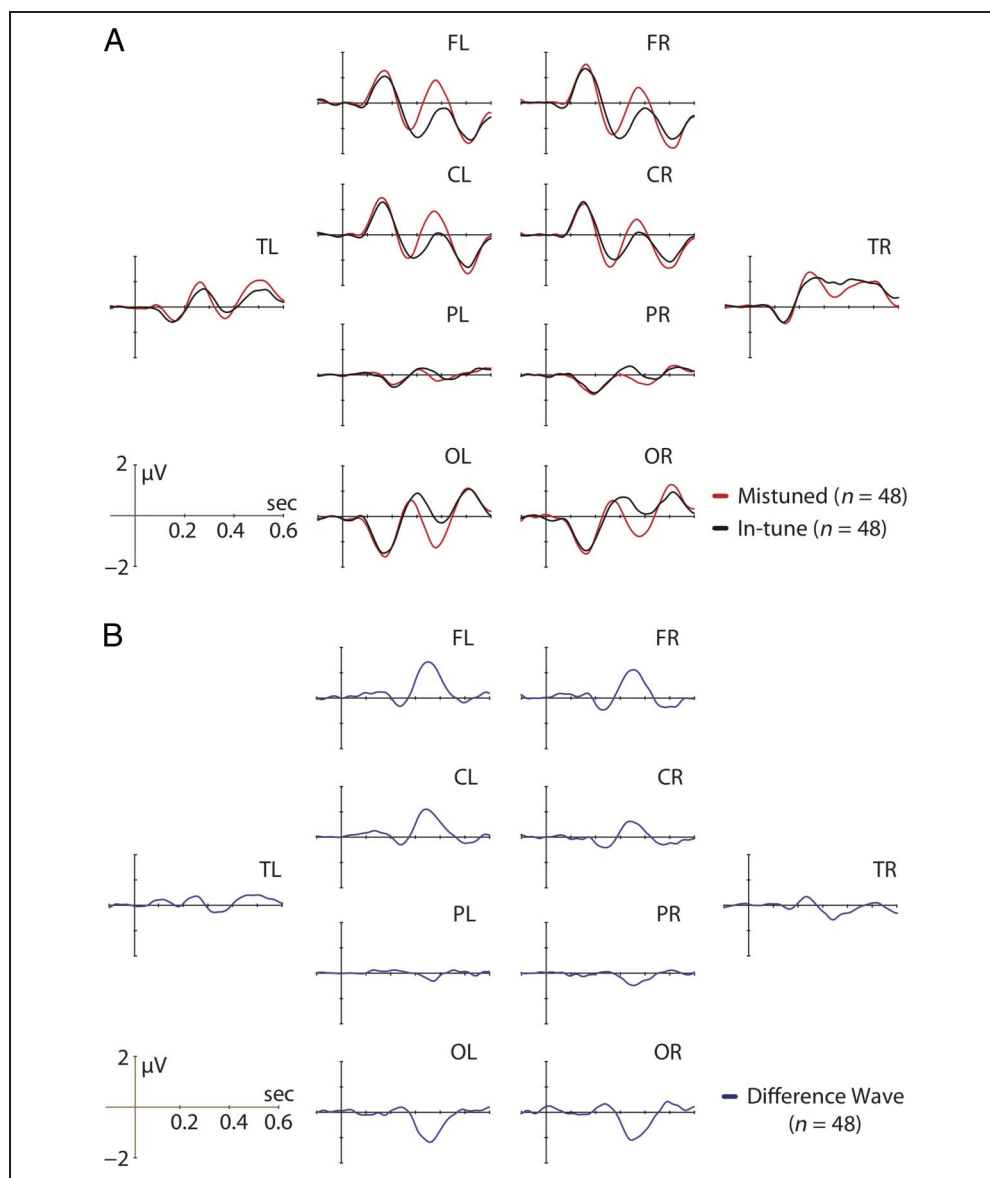 A
FL FR
CL CR
TL TR
PL PR
OL OR
2
μV
sec
0.2 0.4 0.6
−2
Mistuned (n = 48)
In-tune (n = 48)
B
FL FR
CL CR
TL TR
PL PR
OL OR
2
μV
sec
0.2 0.4 0.6
−2
Difference Wave
(n = 48)